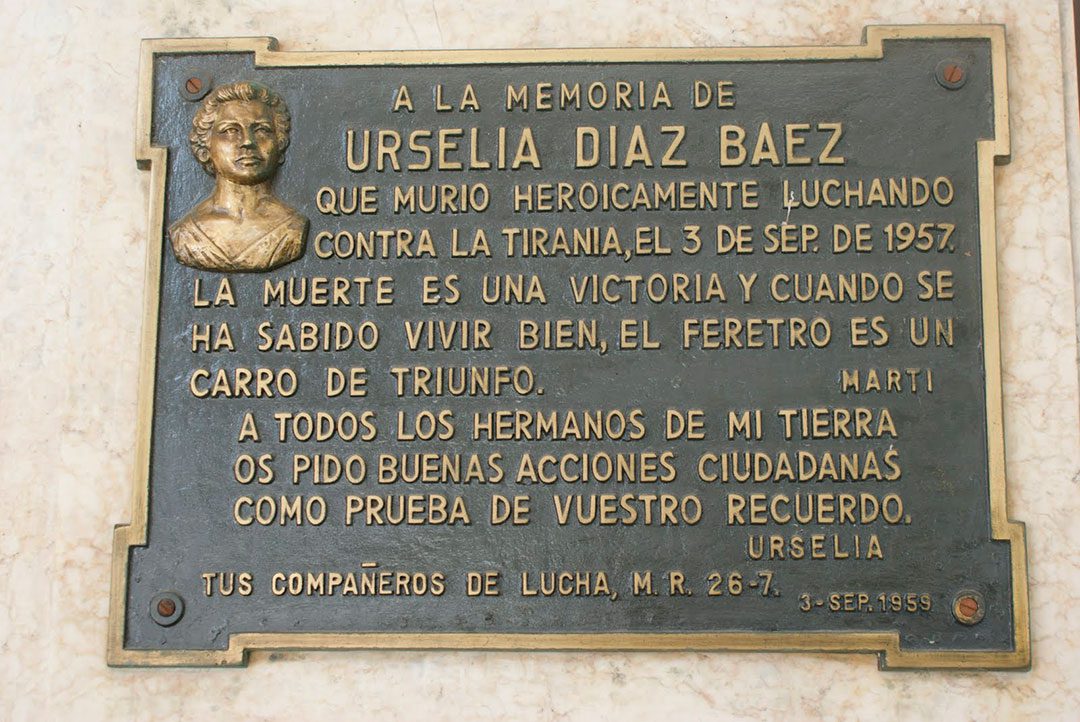 A LA MEMORIA DE
URSELIA DIAZ BAEZ
QUE MURIO HEROICAMENTE LUCHANDO
CONTRA LA TIRANIA, EL 3 DE SEP. DE 1957.
LA MUERTE ES UNA VICTORIA Y CUANDO SE
HA SABIDO VIVIR BIEN, EL FERETRO ES UN
CARRO DE TRIUNFO. MARTI
A TODOS LOS HERMANOS DE MI TIERRA
OS PIDO BUENAS ACCIONES CIUDADANAS
COMO PRUEBA DE VUESTRO RECUERDO.
URSELIA
TUS COMPAÑEROS DE LUCHA, M. R. 26-7.
3-SEP. 1959